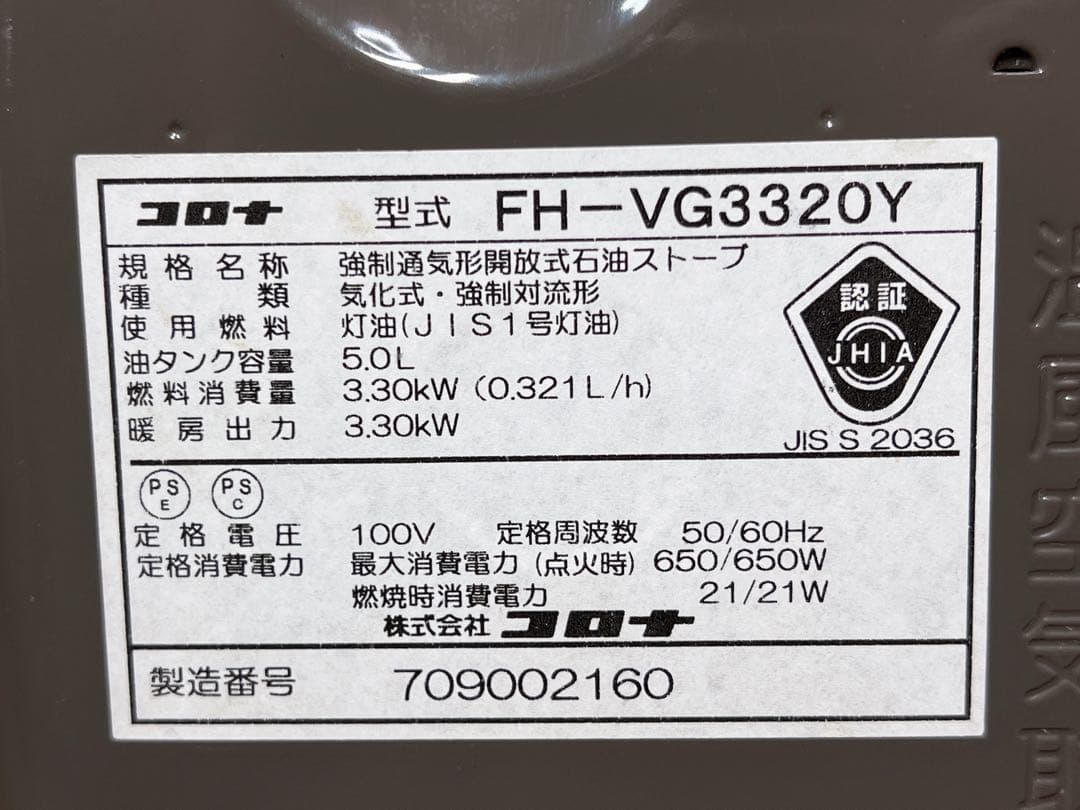 コロナ 型式 FH-VG3320Y
規格名称 強制通気形開放式石油ストーブ
種類 気化式・強制対流形
使用燃料 灯油(JIS1号灯油)
油タンク容量 5.0L
燃料消費量 3.30kW (0.321L/h)
暖房出力 3.30kW
認証
JHIA
JIS S 2036
PS E PS C
定格電圧 100V 定格周波数 50/60Hz
定格消費電力 最大消費電力 (点火時) 650/650W
燃焼時消費電力 21/21W
株式会社 コロナ
製造番号 709002160
温風空気取